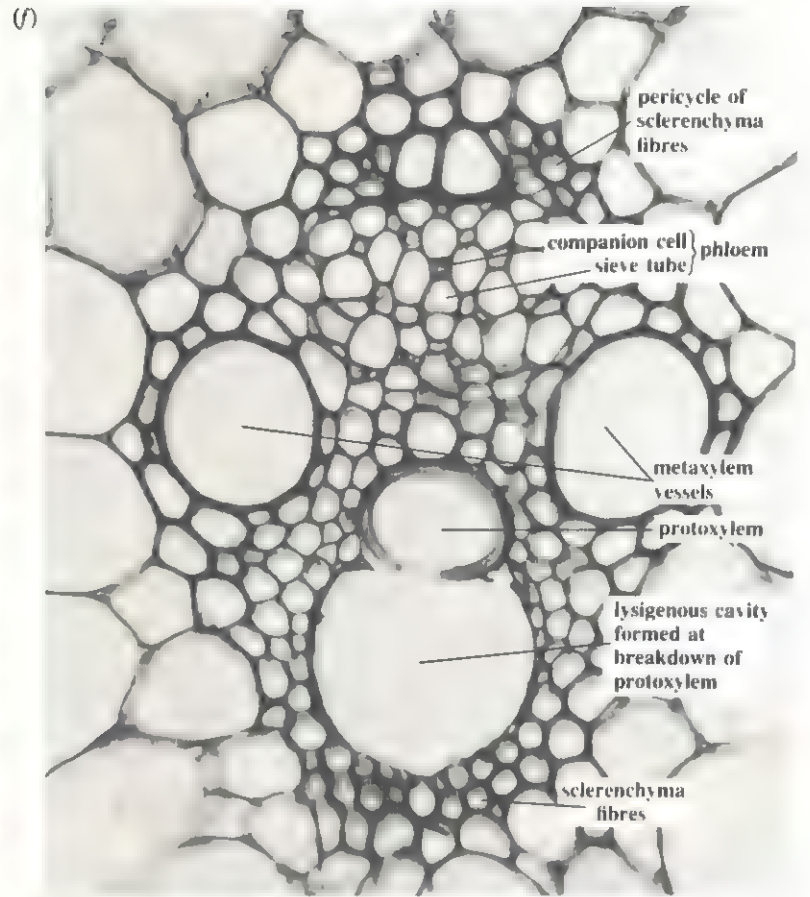 (f)
pericycle of
sclerenchyma
fibres
companion cell
sieve tube
phloem
metaxylem
vessels
protoxylem
lysigenous cavity
formed at
breakdown of
protoxylem
sclerenchyma
fibres